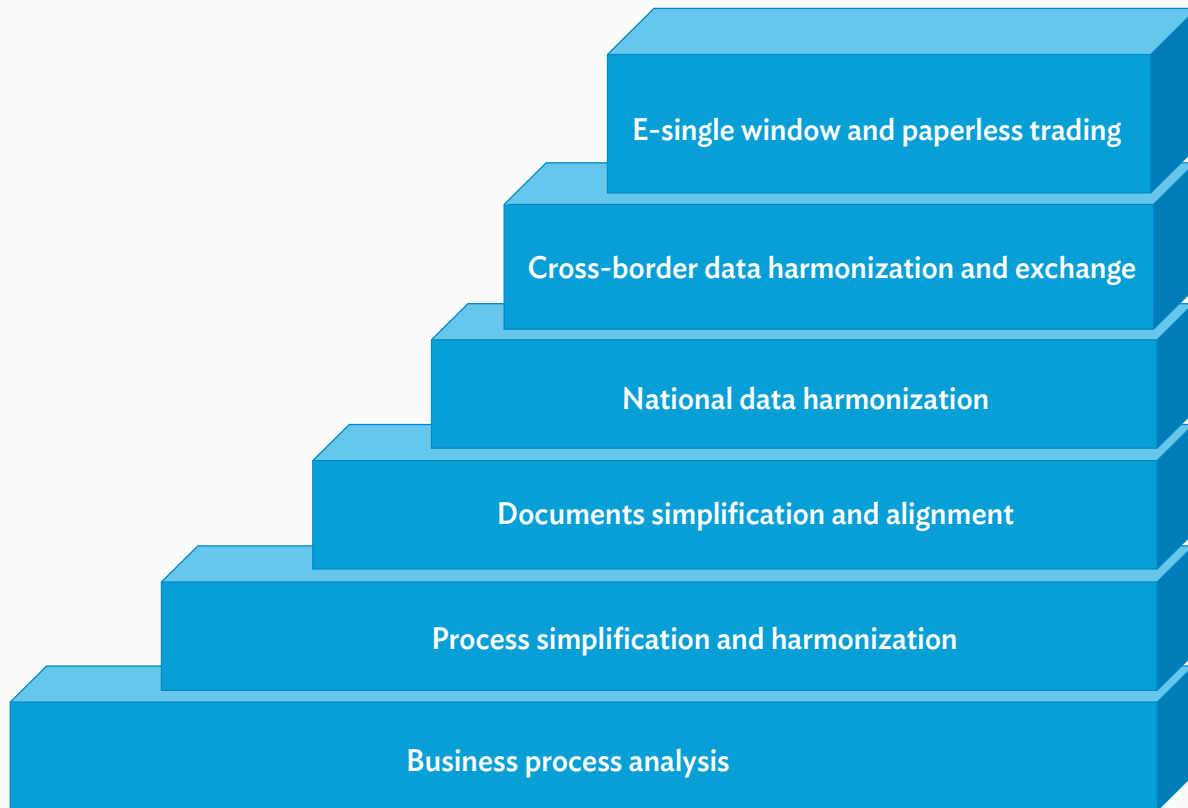 E-single window and paperless trading
Cross-border data harmonization and exchange
National data harmonization
Documents simplification and alignment
Process simplification and harmonization
Business process analysis